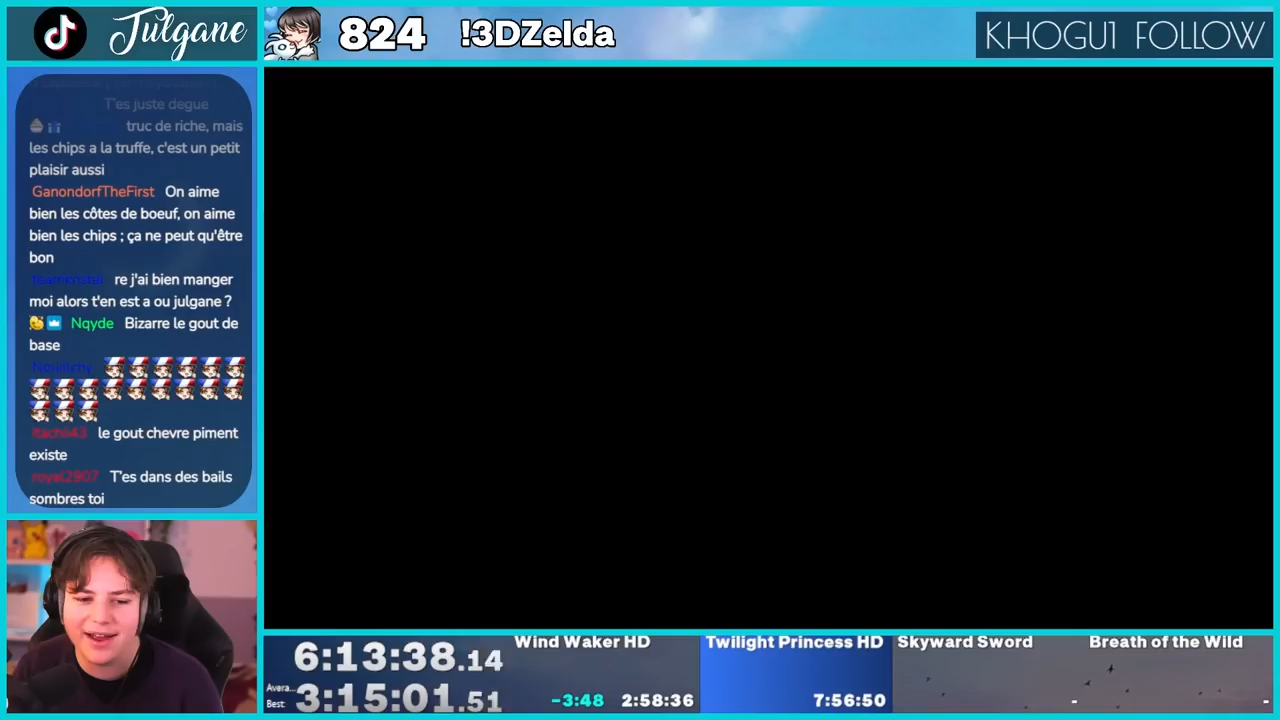 Julgane
824
!3DZelda
KHOGU1 FOLLOW
T'es juste degue
truc de riche, mais
les chips a la truffe, c'est un petit
plaisir aussi
GanondorfTheFirst On aime
bien les côtes de boeuf, on aime
bien les chips ; ça ne peut qu'être
bon
re j'ai bien manger
moi alors t'en est a ou julgane ?
Nqyde Bizarre le gout de
base
Itachii43 le gout chevre piment
existe
royal2907 T'es dans des bails
sombres toi
6:13:38.14
Avera...
Best:
3:15:01.51
Wind Waker HD
-3:48 2:58:36
Twilight Princess HD
7:56:50
Skyward Sword
-
Breath of the Wild
-